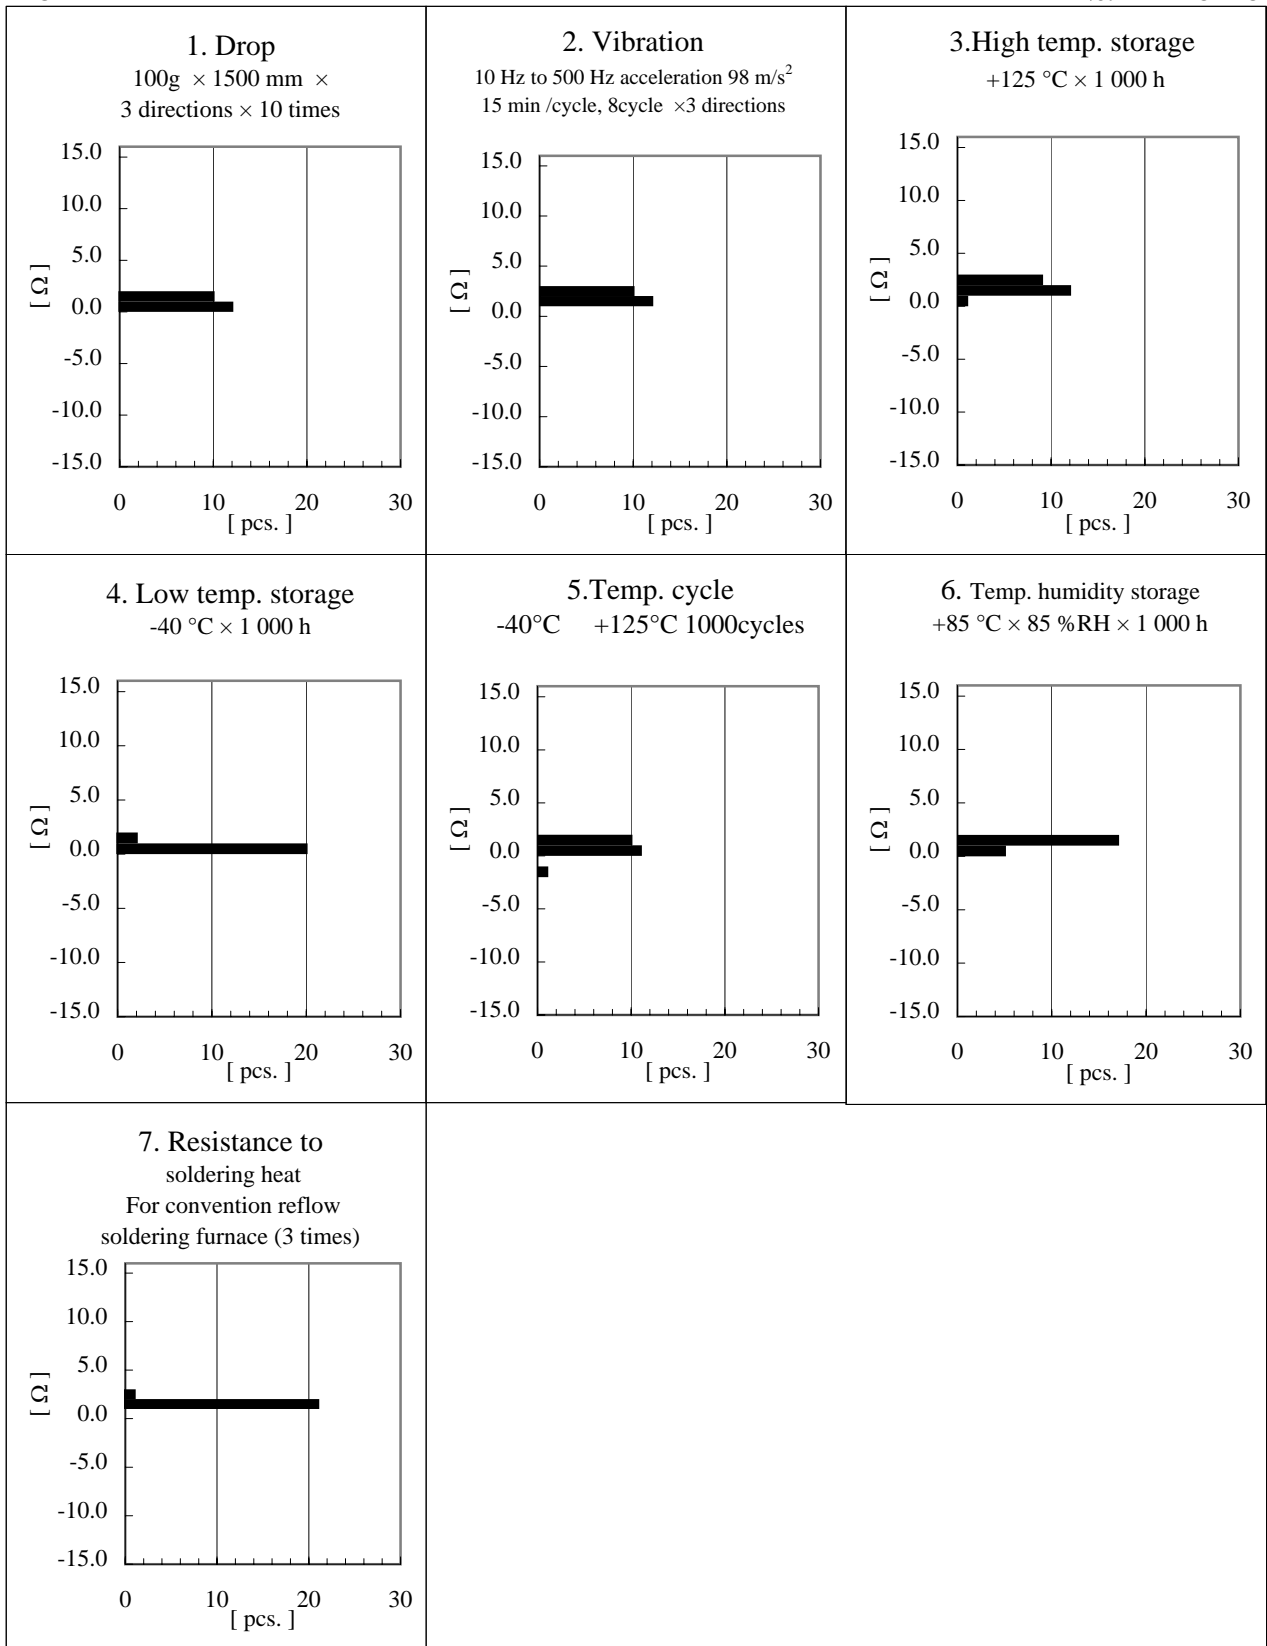 1. Drop
100g × 1500 mm ×
3 directions × 10 times
15.0
10.0
5.0
0.0
-5.0
-10.0
-15.0
[ Ω ]
0 10 20 30
[ pcs. ]
2. Vibration
10 Hz to 500 Hz acceleration 98 m/s²
15 min /cycle, 8cycle ×3 directions
15.0
10.0
5.0
0.0
-5.0
-10.0
-15.0
[ Ω ]
0 10 20 30
[ pcs. ]
3.High temp. storage
+125 °C × 1 000 h
15.0
10.0
5.0
0.0
-5.0
-10.0
-15.0
[ Ω ]
0 10 20 30
[ pcs. ]
4. Low temp. storage
-40 °C × 1 000 h
15.0
10.0
5.0
0.0
-5.0
-10.0
-15.0
[ Ω ]
0 10 20 30
[ pcs. ]
5.Temp. cycle
-40°C +125°C 1000cycles
15.0
10.0
5.0
0.0
-5.0
-10.0
-15.0
[ Ω ]
0 10 20 30
[ pcs. ]
6. Temp. humidity storage
+85 °C × 85 %RH × 1 000 h
15.0
10.0
5.0
0.0
-5.0
-10.0
-15.0
[ Ω ]
0 10 20 30
[ pcs. ]
7. Resistance to
soldering heat
For convention reflow
soldering furnace (3 times)
15.0
10.0
5.0
0.0
-5.0
-10.0
-15.0
[ Ω ]
0 10 20 30
[ pcs. ]